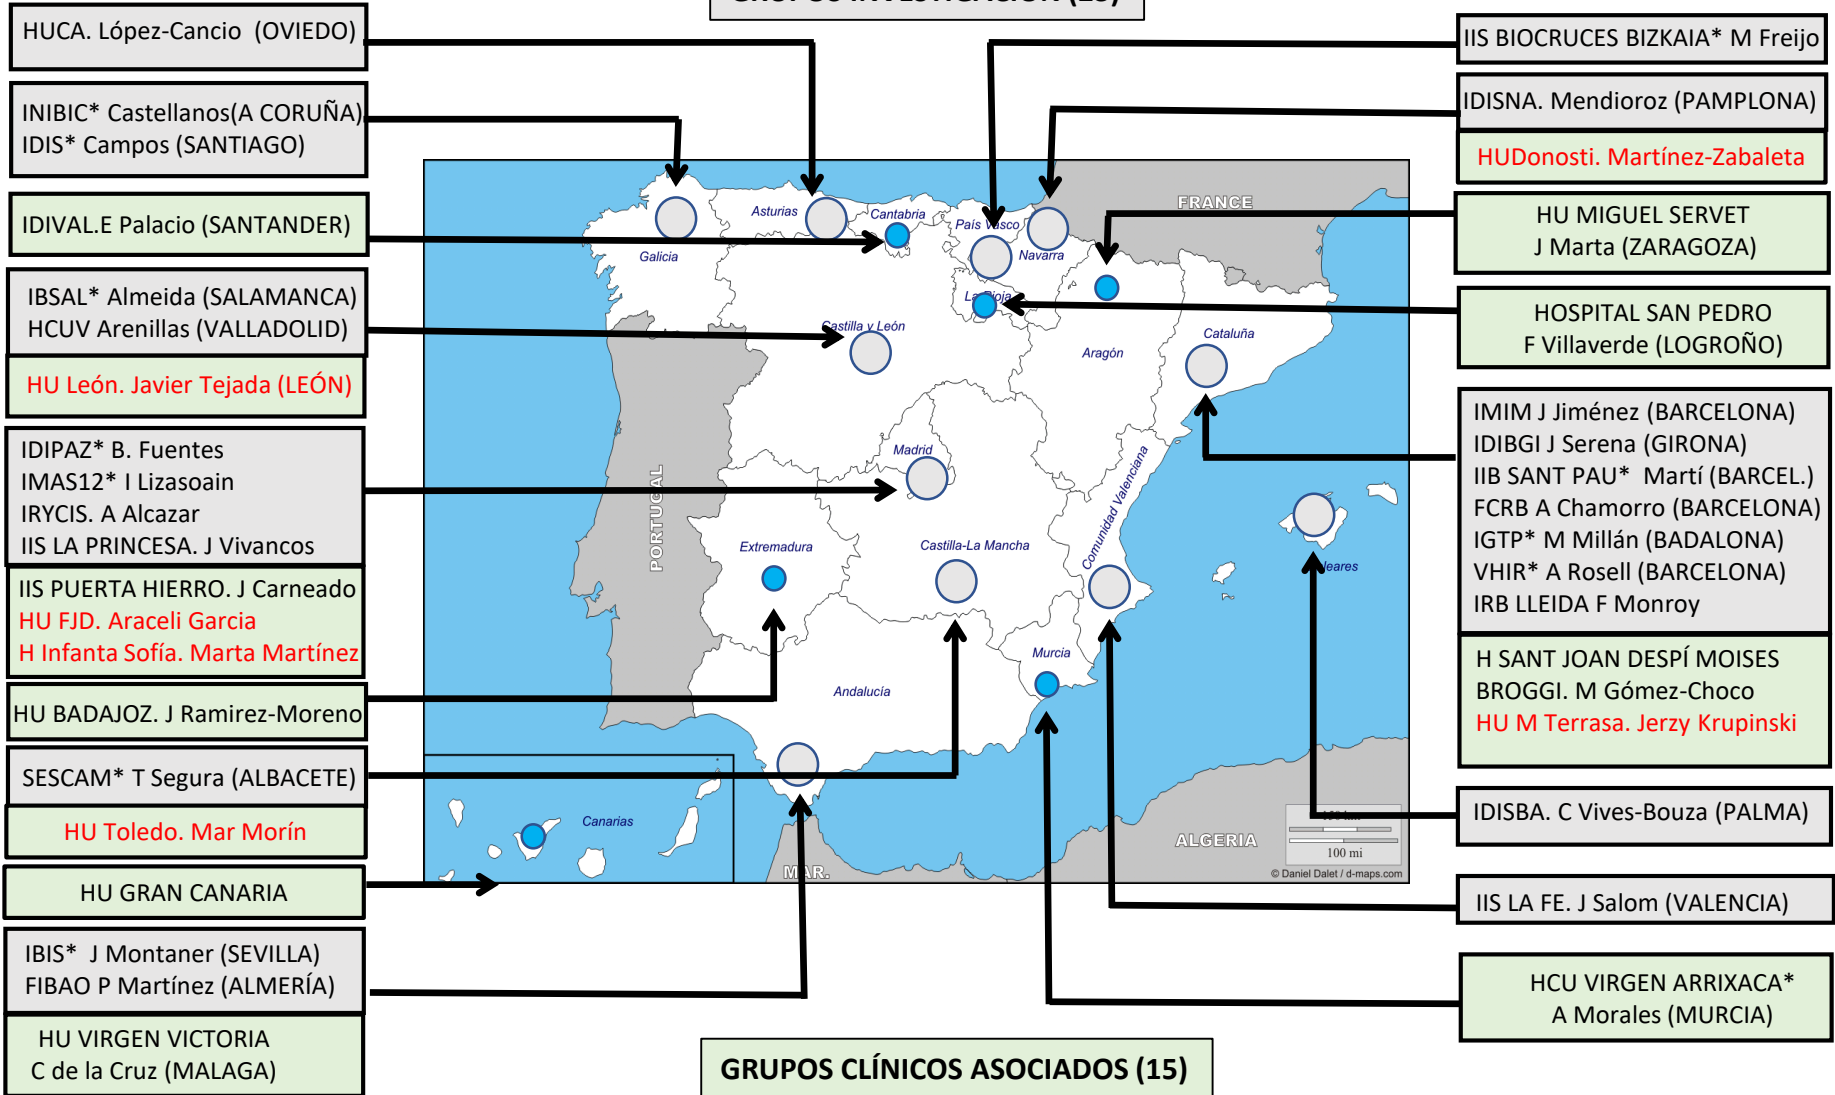 GRUPOS INVESTIGACIÓN (23)
HUCA. López-Cancio (OVIEDO)
INIBIC* Castellanos(A CORUÑA)
IDIS* Campos (SANTIAGO)
IDIVAL.E Palacio (SANTANDER)
IBSAL* Almeida (SALAMANCA)
HCUV Arenillas (VALLADOLID)
HU León. Javier Tejada (LEÓN)
IDIPAZ* B. Fuentes
IMAS12* I Lizasoain
IRYCIS. A Alcazar
IIS LA PRINCESA. J Vivancos
IIS PUERTA HIERRO. J Carneado
HU FJD. Araceli Garcia
H Infanta Sofía. Marta Martínez
HU BADAJOZ. J Ramirez-Moreno
SESCAM* T Segura (ALBACETE)
HU Toledo. Mar Morín
HU GRAN CANARIA
IBIS* J Montaner (SEVILLA)
FIBAO P Martínez (ALMERÍA)
HU VIRGEN VICTORIA
C de la Cruz (MALAGA)
Asturias
Cantabria
País Vasco
Navarra
Galicia
La Rioja
Castilla y León
Aragón
Cataluña
Madrid
Extremadura
Castilla-La Mancha
Comunidad Valenciana
Murcia
Andalucía
Canarias
FRANCE
PORTUGAL
ALGERIA
MAR.
100 mi
© Daniel Dalet / d-maps.com
IIS BIOCRUCES BIZKAIA* M Freijo
IDISNA. Mendioroz (PAMPLONA)
HUDonosti. Martínez-Zabaleta
HU MIGUEL SERVET
J Marta (ZARAGOZA)
HOSPITAL SAN PEDRO
F Villaverde (LOGROÑO)
IMIM J Jiménez (BARCELONA)
IDIBGI J Serena (GIRONA)
IIB SANT PAU* Martí (BARCEL.)
FCRB A Chamorro (BARCELONA)
IGTP* M Millán (BADALONA)
VHIR* A Rosell (BARCELONA)
IRB LLEIDA F Monroy
H SANT JOAN DESPÍ MOISES
BROGGI. M Gómez-Choco
HU M Terrasa. Jerzy Krupinski
IDISBA. C Vives-Bouza (PALMA)
IIS LA FE. J Salom (VALENCIA)
HCU VIRGEN ARRIXACA*
A Morales (MURCIA)
GRUPOS CLÍNICOS ASOCIADOS (15)